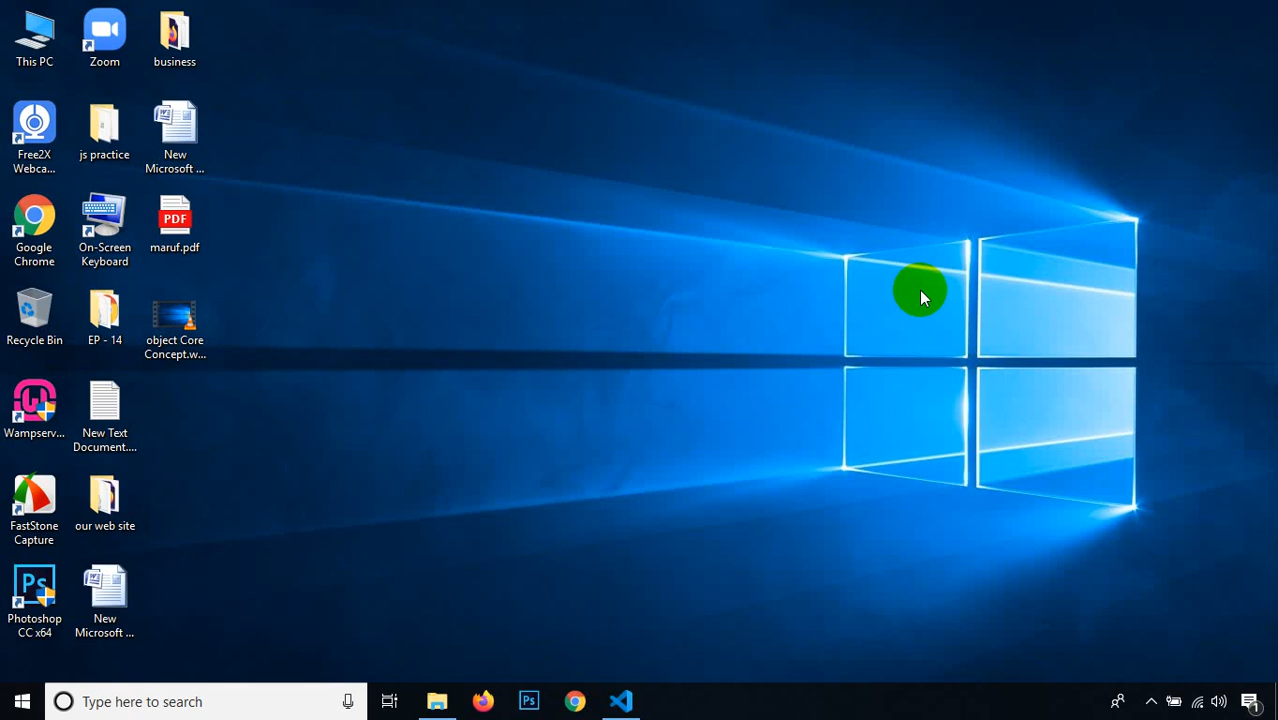 This PC
Zoom
business
Free2X
Webca...
js practice
New
Microsoft ...
Google
Chrome
On-Screen
Keyboard
PDF
maruf.pdf
Recycle Bin
EP - 14
object Core
Concept.w...
Wampserv...
New Text
Document....
FastStone
Capture
our web site
Ps
Photoshop
CC x64
New
Microsoft ...
Type here to search
Ps
1